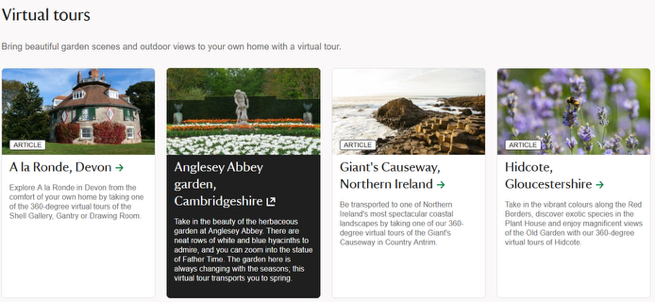 Virtual tours
Bring beautiful garden scenes and outdoor views to your own home with a virtual tour.
ARTICLE
A la Ronde, Devon →
Explore A la Ronde in Devon from the
comfort of your own home by taking one
of the 360-degree virtual tours of the
Shell Gallery, Gantry or Drawing Room.
Anglesey Abbey
garden,
Cambridgeshire
Take in the beauty of the herbaceous
garden at Anglesey Abbey. There are
neat rows of white and blue hyacinths to
admire, and you can zoom into the statue
of Father Time. The garden here is
always changing with the seasons; this
virtual tour transports you to spring.
ARTICLE
Giant's Causeway,
Northern Ireland →
Be transported to one of Northern
Ireland's most spectacular coastal
landscapes by taking one of our 360-
degree virtual tours of the Giant's
Causeway in Country Antrim.
ARTICLE
Hidcote,
Gloucestershire →
Take in the vibrant colours along the Red
Borders, discover exotic species in the
Plant House and enjoy magnificent views
of the Old Garden with our 360-degree
virtual tours of Hidcote.